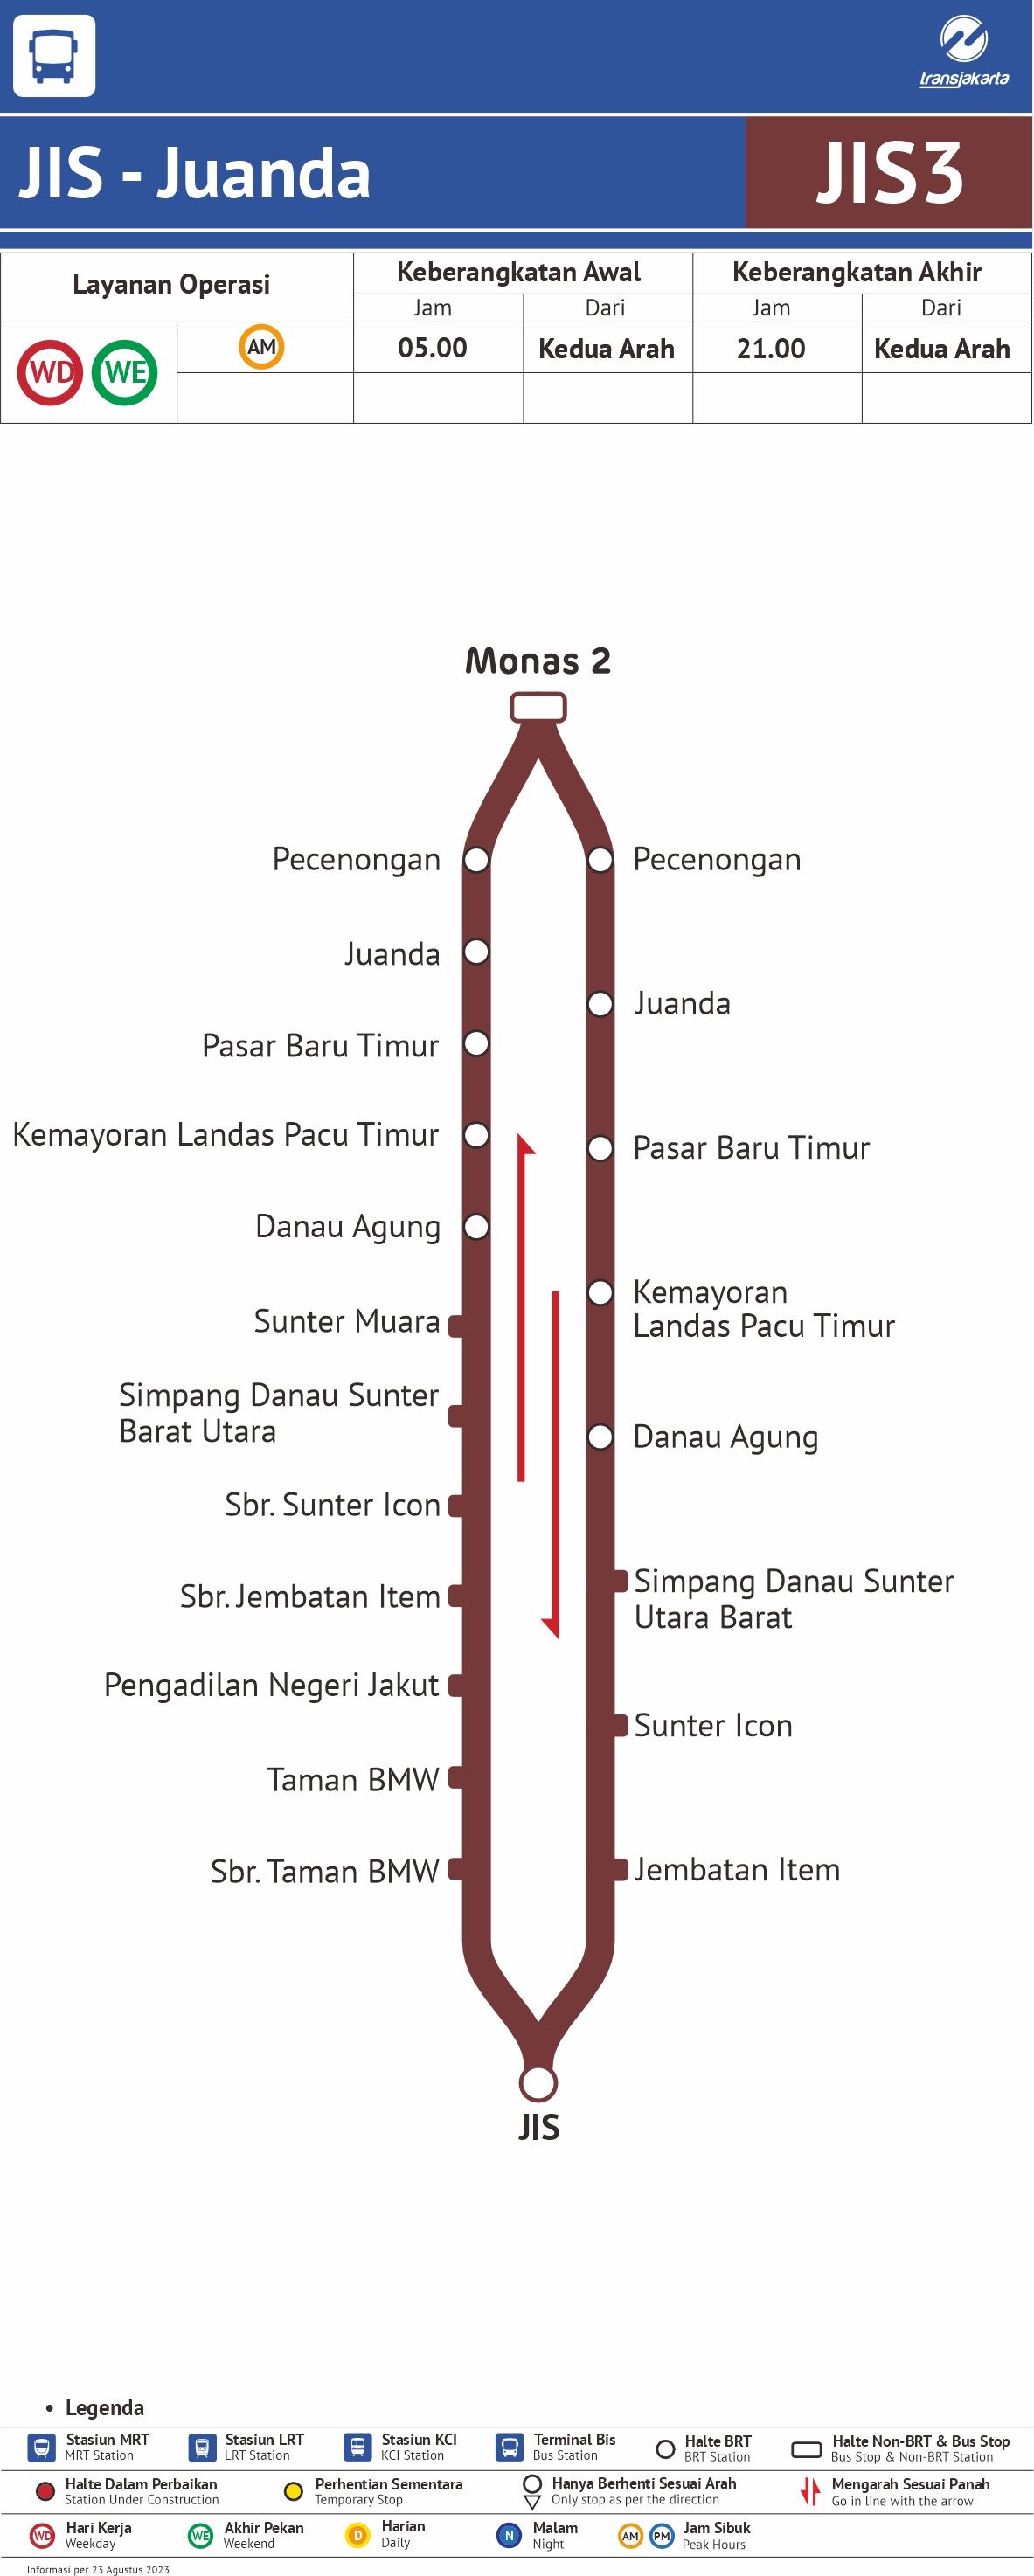 transjakarta
JIS - Juanda
JIS3
Layanan Operasi
Keberangkatan Awal
Keberangkatan Akhir
Jam
Dari
Jam
Dari
WD
WE
AM
05.00
Kedua Arah
21.00
Kedua Arah
Monas 2
Pecenongan
Juanda
Pasar Baru Timur
Kemayoran Landas Pacu Timur
Danau Agung
Sunter Muara
Simpang Danau Sunter
Barat Utara
Sbr. Sunter Icon
Sbr. Jembatan Item
Pengadilan Negeri Jakut
Taman BMW
Sbr. Taman BMW
Pecenongan
Juanda
Pasar Baru Timur
Kemayoran
Landas Pacu Timur
Danau Agung
Simpang Danau Sunter
Utara Barat
Sunter Icon
Jembatan Item
JIS
• Legenda
Stasiun MRT
MRT Station
Stasiun LRT
LRT Station
Stasiun KCI
KCI Station
Terminal Bis
Bus Station
Halte BRT
BRT Station
Halte Non-BRT & Bus Stop
Bus Stop & Non-BRT Station
Halte Dalam Perbaikan
Station Under Construction
Perhentian Sementara
Temporary Stop
Hanya Berhenti Sesuai Arah
Only stop as per the direction
Mengarah Sesuai Panah
Go in line with the arrow
WD
Hari Kerja
Weekday
WE
Akhir Pekan
Weekend
D
Harian
Daily
N
Malam
Night
AM
PM
Jam Sibuk
Peak Hours
Informasi per 23 Agustus 2023